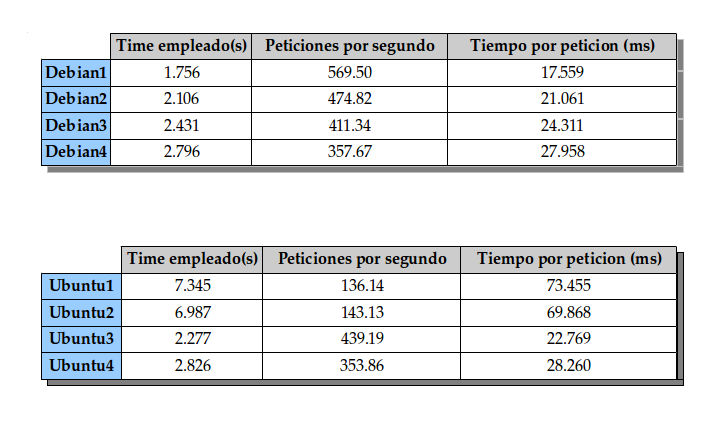 Time empleado(s) Peticiones por segundo Tiempo por peticion (ms)
Debian1 1.756 569.50 17.559
Debian2 2.106 474.82 21.061
Debian3 2.431 411.34 24.311
Debian4 2.796 357.67 27.958
Time empleado(s) Peticiones por segundo Tiempo por peticion (ms)
Ubuntu1 7.345 136.14 73.455
Ubuntu2 6.987 143.13 69.868
Ubuntu3 2.277 439.19 22.769
Ubuntu4 2.826 353.86 28.260